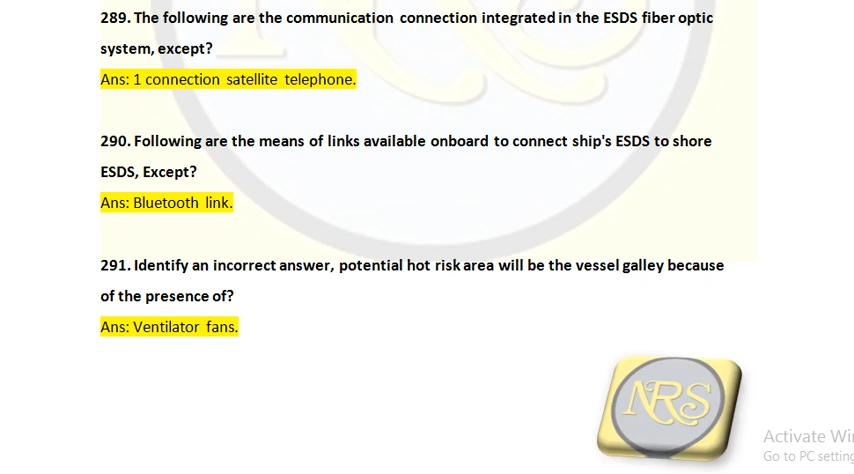 289. The following are the communication connection integrated in the ESDS fiber optic
system, except?
Ans: 1 connection satellite telephone.
290. Following are the means of links available onboard to connect ship's ESDS to shore
ESDS, Except?
Ans: Bluetooth link.
291. Identify an incorrect answer, potential hot risk area will be the vessel galley because
of the presence of?
Ans: Ventilator fans.
NRS
Activate Wi
Go to PC setting